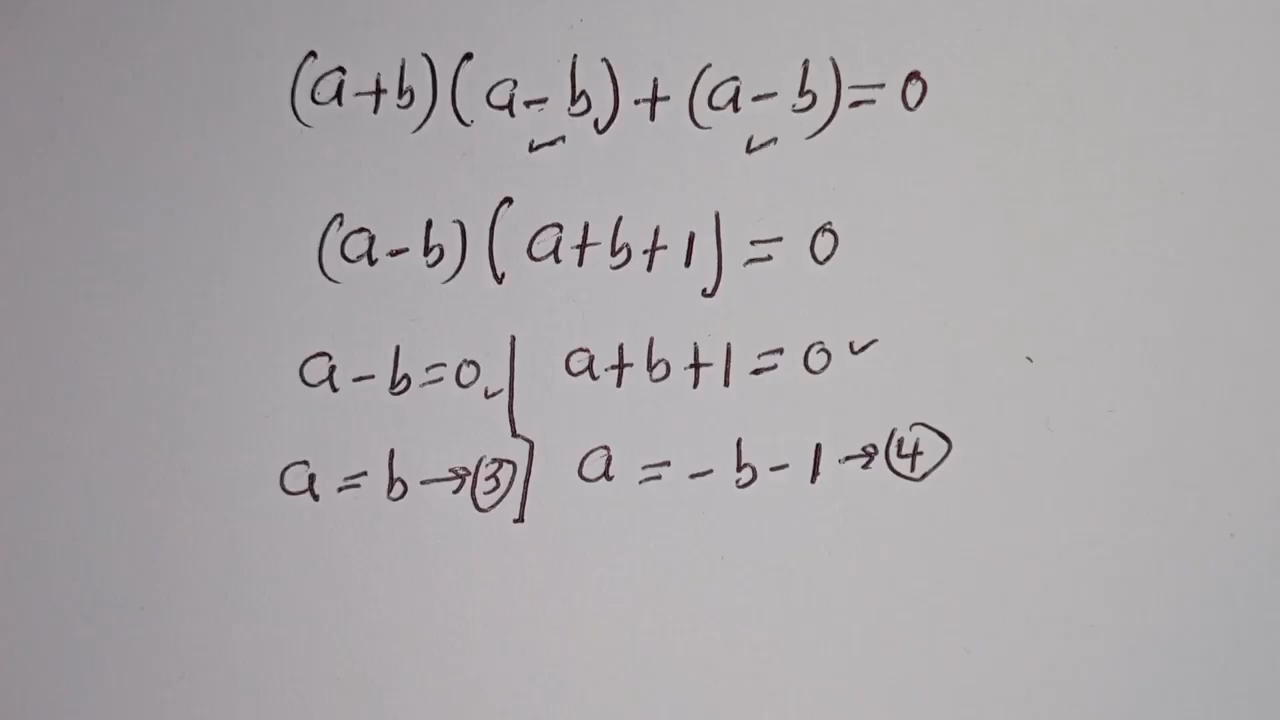 (a+b)(a-b)+(a-b)=0
(a-b)(a+b+1)=0
a-b=0 | a+b+1=0
a=b→③ a=-b-1→④